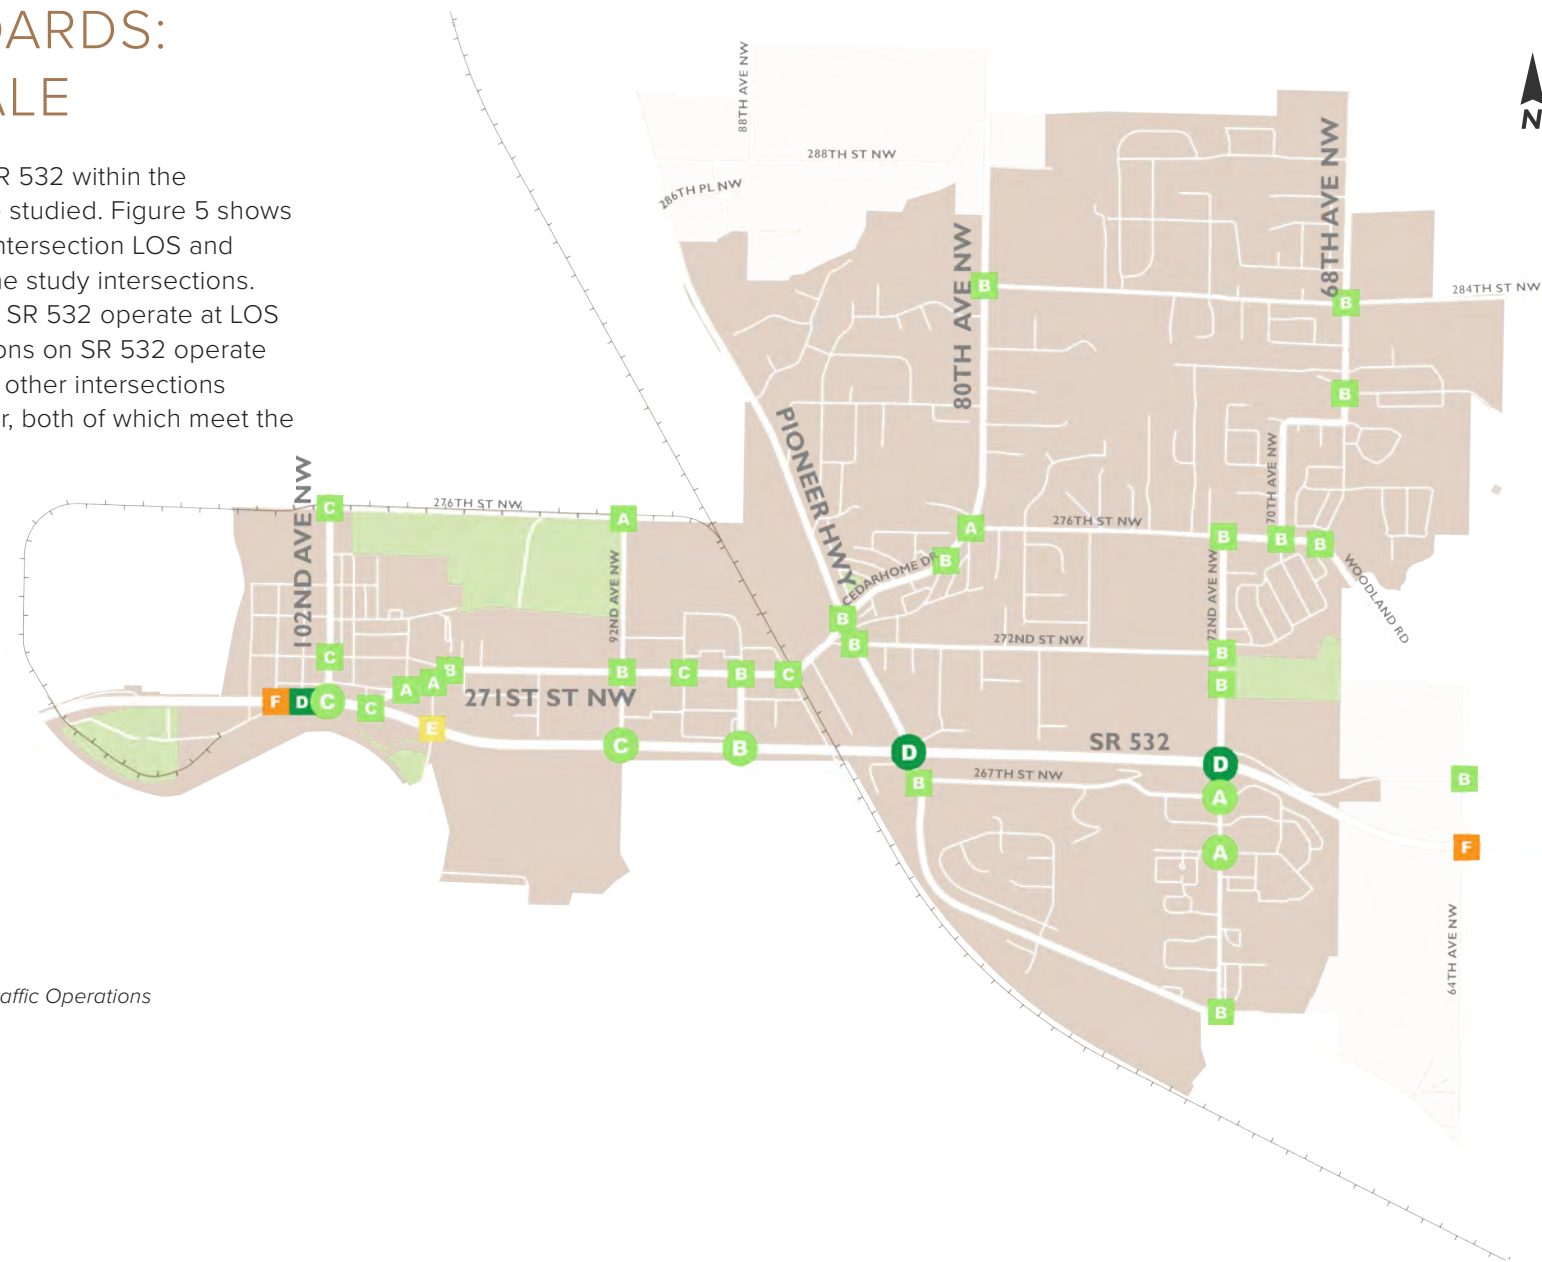 OARDS:
ALE
R 532 within the
e studied. Figure 5 shows
ntersection LOS and
ne study intersections.
SR 532 operate at LOS
ons on SR 532 operate
other intersections
r, both of which meet the
affic Operations
N
88TH AVE NW
288TH ST NW
286TH PL NW
68TH AVE NW
80TH AVE NW
284TH ST NW
B
B
B
PIONEER HWY
70TH AVE NW
102ND AVE NW
276TH ST NW
C
A
A
276TH ST NW
B
B
B
B
CEDARHOME DR
WOODLAND RD
92ND AVE NW
72ND AVE NW
B
B
272ND ST NW
B
C
B
A
A
B
C
B
C
B
271ST ST NW
F
D
C
C
E
C
B
D
SR 532
D
B
267TH ST NW
A
B
A
F
64TH AVE NW
B